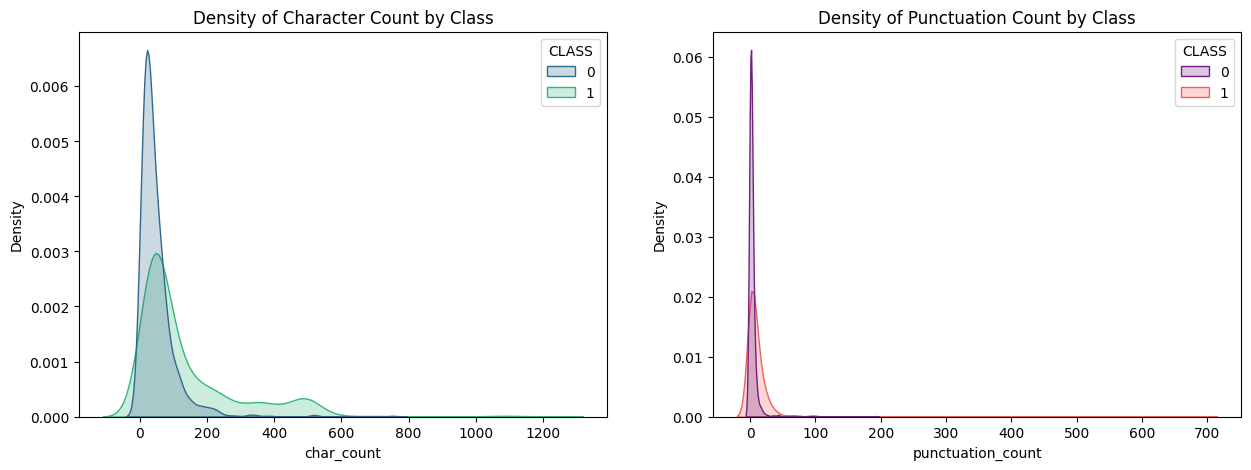 Density of Character Count by Class
CLASS
0
1
0.006
0.005
0.004
0.003
0.002
0.001
0.000
Density
0 200 400 600 800 1000 1200
char_count
Density of Punctuation Count by Class
CLASS
0
1
0.06
0.05
0.04
0.03
0.02
0.01
0.00
Density
0 100 200 300 400 500 600 700
punctuation_count